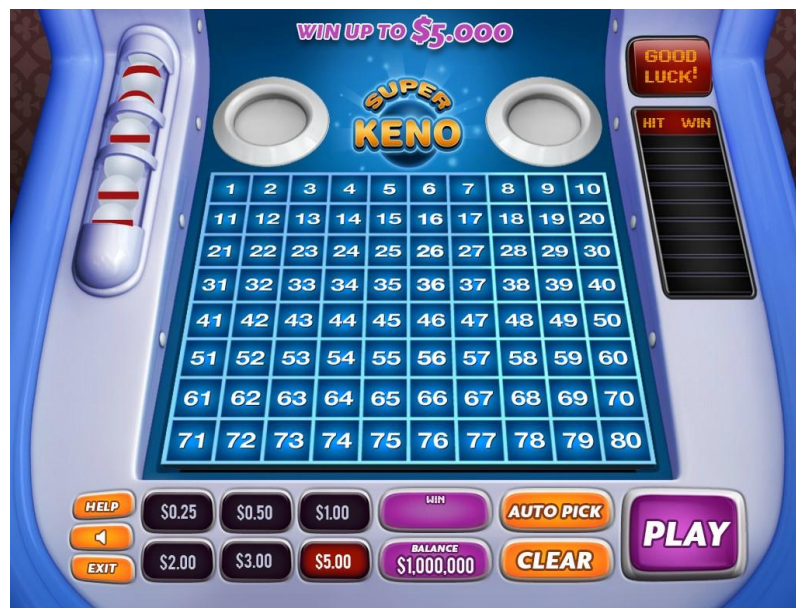 WIN UP TO $5.000
GOOD
LUCK!
SUPER
KENO
HIT WIN
1 2 3 4 5 6 7 8 9 10
11 12 13 14 15 16 17 18 19 20
21 22 23 24 25 26 27 28 29 30
31 32 33 34 35 36 37 38 39 40
41 42 43 44 45 46 47 48 49 50
51 52 53 54 55 56 57 58 59 60
61 62 63 64 65 66 67 68 69 70
71 72 73 74 75 76 77 78 79 80
HELP
EXIT
$0.25 $0.50 $1.00
$2.00 $3.00 $5.00
WIN
BALANCE
$1,000,000
AUTO PICK
CLEAR
PLAY